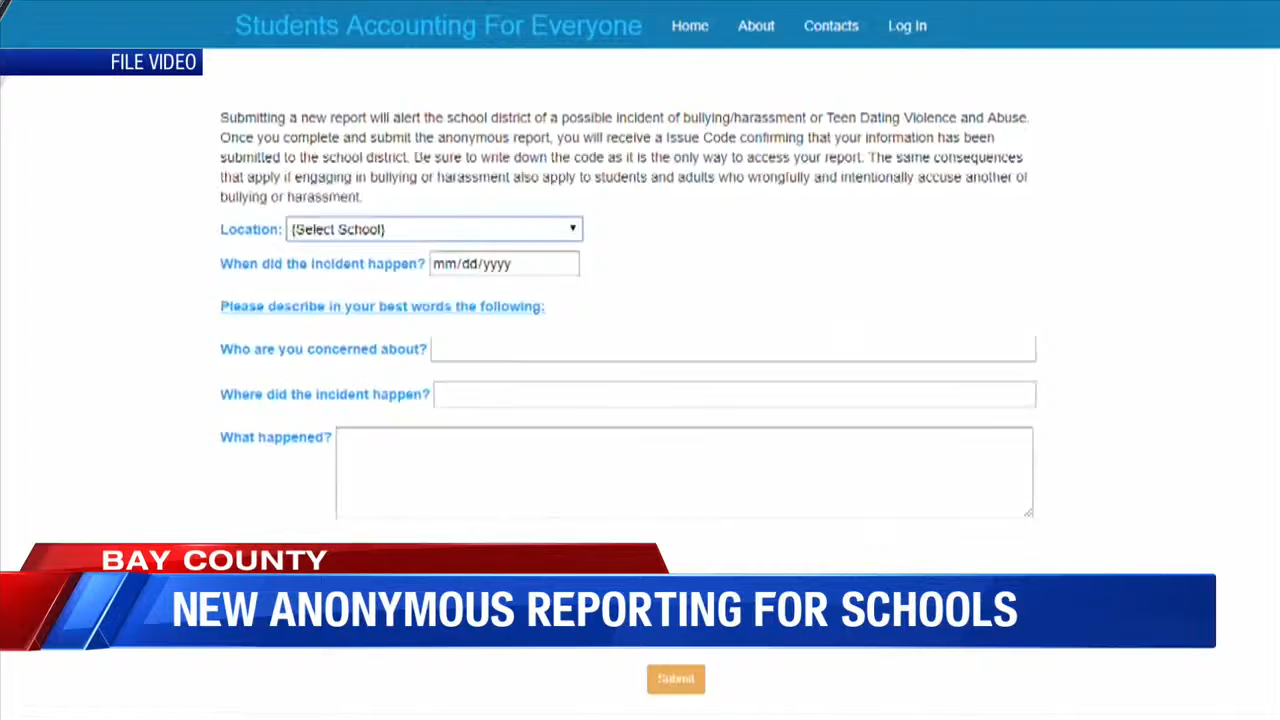 Students Accounting For Everyone Home About Contacts Log In
FILE VIDEO
Submitting a new report will alert the school district of a possible incident of bullying/harassment or Teen Dating Violence and Abuse.
Once you complete and submit the anonymous report, you will receive a Issue Code confirming that your information has been
submitted to the school district. Be sure to write down the code as it is the only way to access your report. The same consequences
that apply if engaging in bullying or harassment also apply to students and adults who wrongfully and intentionally accuse another of
bullying or harassment.
Location: {Select School}
When did the incident happen? mm/dd/yyyy
Please describe in your best words the following:
Who are you concerned about?
Where did the incident happen?
What happened?
BAY COUNTY
NEW ANONYMOUS REPORTING FOR SCHOOLS
Submit